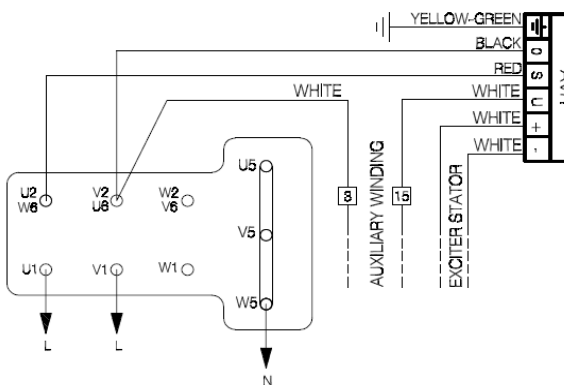 YELLOW-GREEN
BLACK
0
RED
S
WHITE
WHITE
U
WHITE
+
WHITE
-
AUXILIARY WINDING
EXCITER STATOR
8
15
U2
W6
V2
U6
W2
V6
U5
V5
W5
U1
V1
W1
L
L
N